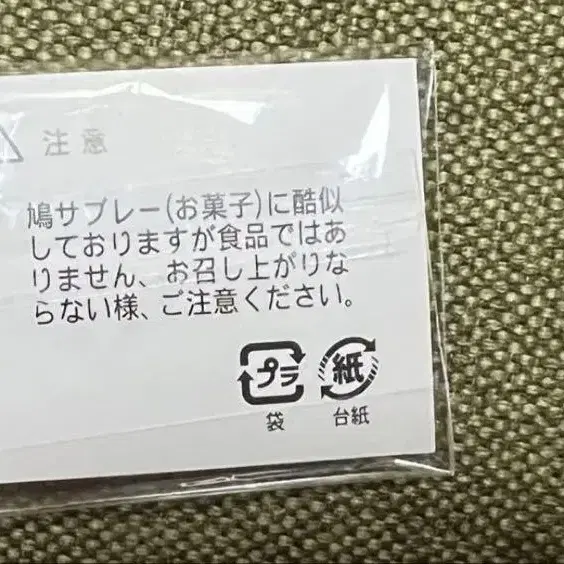 注意
鳩サブレー(お菓子)に酷似
しておりますが食品ではあ
りません、お召し上がりな
らない様、ご注意ください。
プラ 紙
袋 台紙